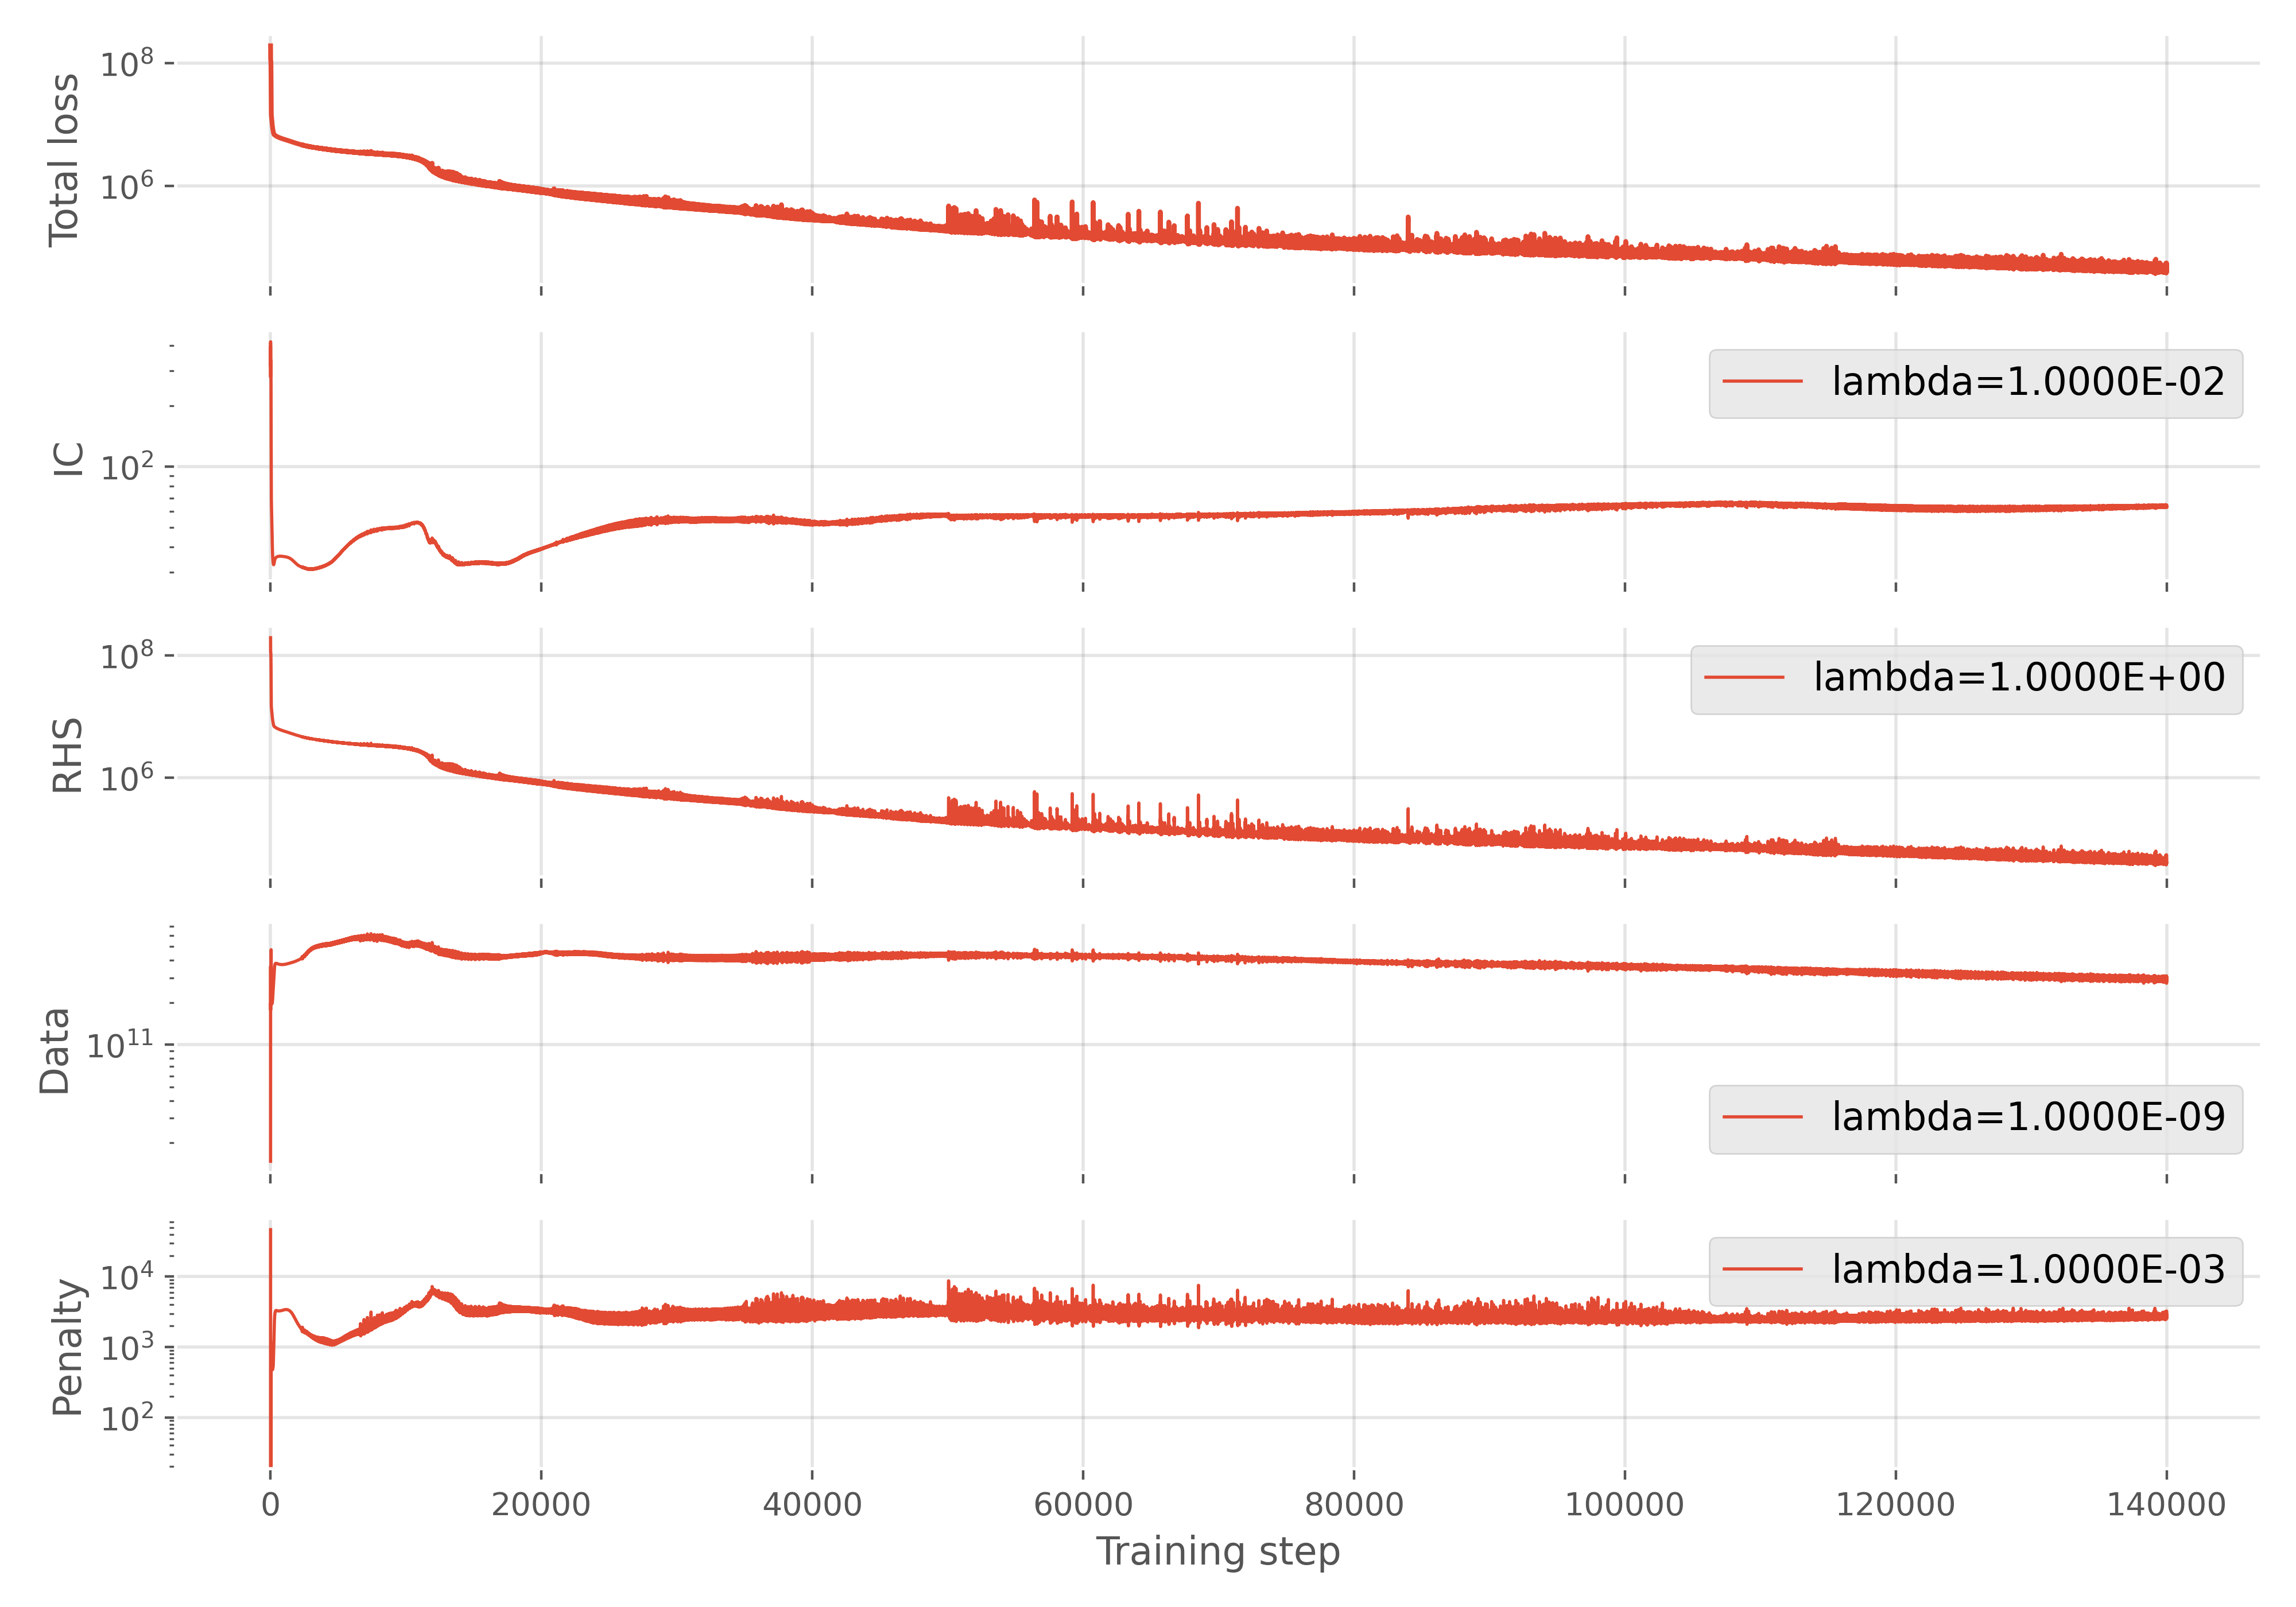 Total loss
10^8
10^6
IC
10^2
lambda=1.0000E-02
RHS
10^8
10^6
lambda=1.0000E+00
Data
10^11
lambda=1.0000E-09
Penalty
10^4
10^3
10^2
lambda=1.0000E-03
0 20000 40000 60000 80000 100000 120000 140000
Training step